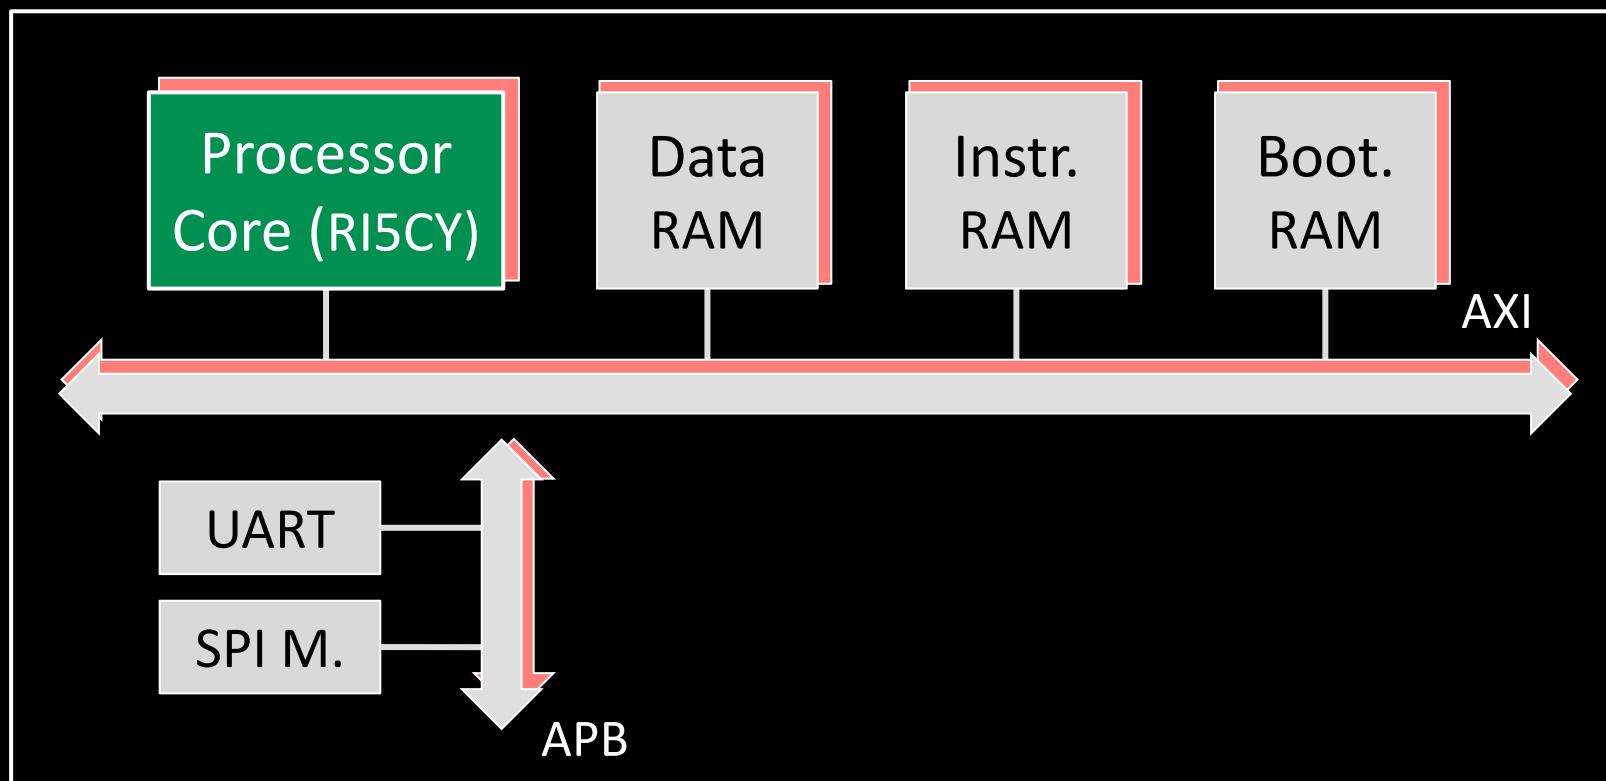 Processor
Core (RI5CY)
Data
RAM
Instr.
RAM
Boot.
RAM
AXI
UART
SPI M.
APB